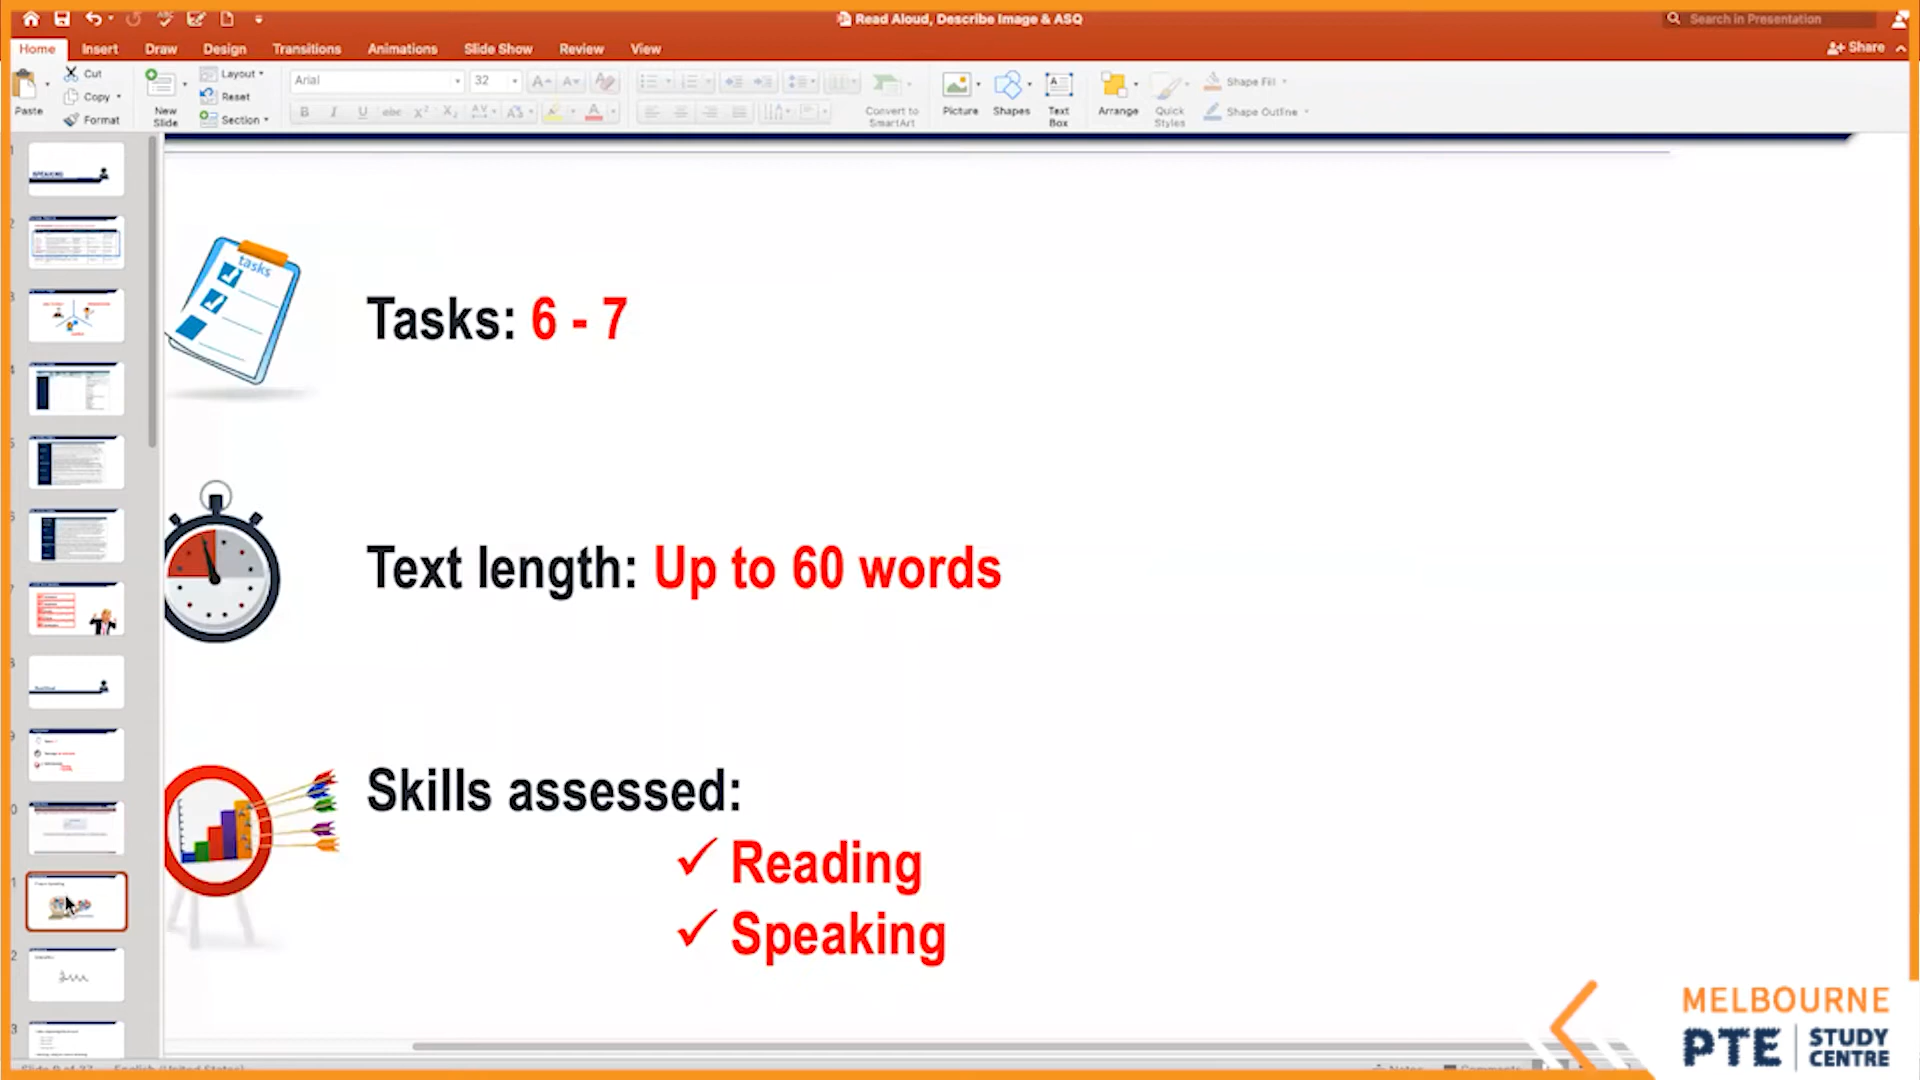 Read Aloud, Describe Image & ASQ
Search in Presentation
Home Insert Draw Design Transitions Animations Slide Show Review View
Share
Paste
Cut
Copy
Format
New Slide
Layout
Reset
Section
Arial 32
Convert to SmartArt
Picture
Shapes
Text Box
Arrange
Quick Styles
Shape Fill
Shape Outline
tasks
Tasks: 6 - 7
Text length: Up to 60 words
Skills assessed:
✓ Reading
✓ Speaking
SPEAKING
MELBOURNE
PTE STUDY CENTRE